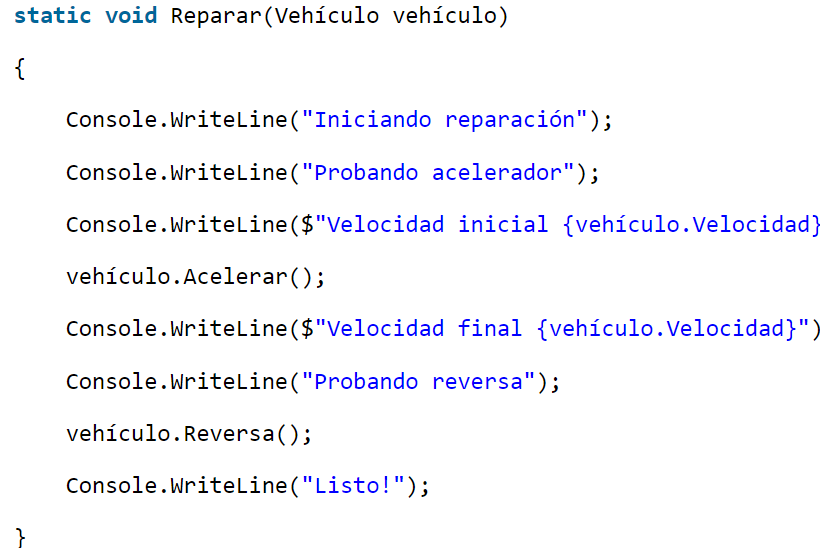 static void Reparar(Vehículo vehículo)
{
    Console.WriteLine("Iniciando reparación");
    Console.WriteLine("Probando acelerador");
    Console.WriteLine($"Velocidad inicial {vehículo.Velocidad}
    vehículo.Acelerar();
    Console.WriteLine($"Velocidad final {vehículo.Velocidad}")
    Console.WriteLine("Probando reversa");
    vehículo.Reversa();
    Console.WriteLine("Listo!");
}